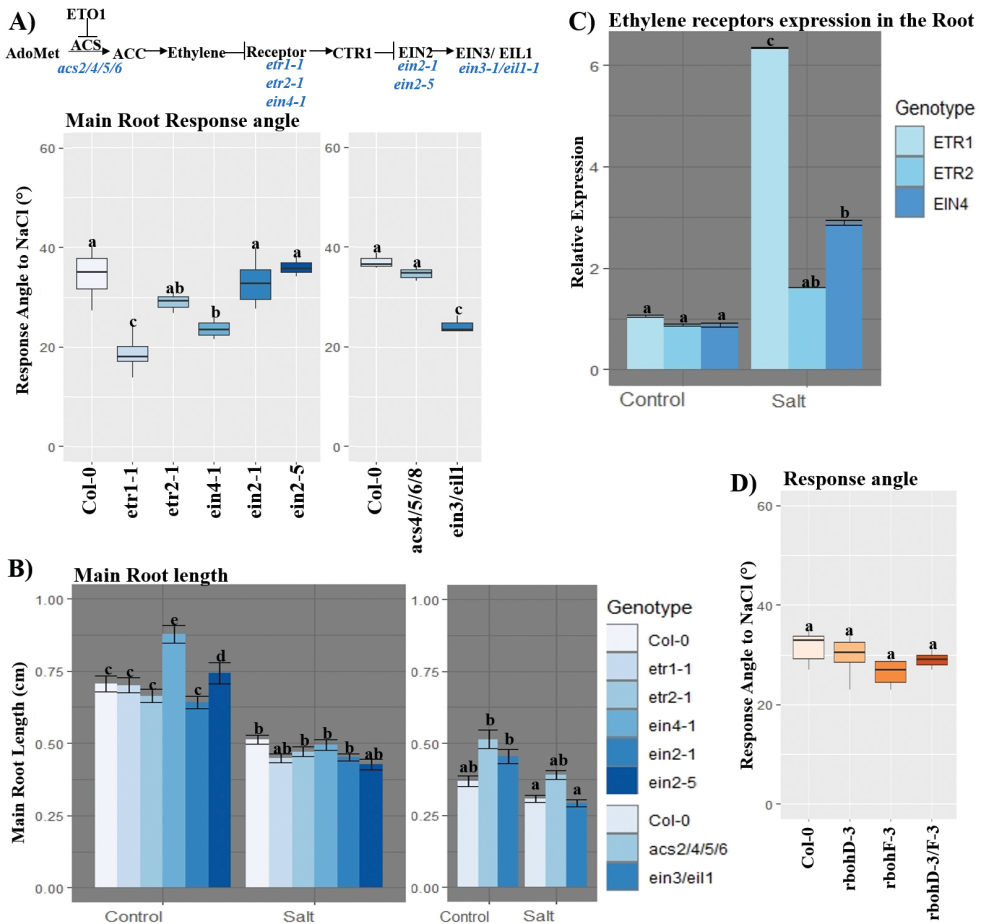 A)
ETO1
AdoMet ACS ACC Ethylene Receptor CTR1 EIN2 EIN3/ EIL1
acs2/4/5/6 etr1-1 ein2-1 ein3-1/eil1-1
etr2-1 ein2-5
ein4-1
Main Root Response angle
Response Angle to NaCl (°)
60
40
20
0
a
c
ab
b
a
a
Col-0
etr1-1
etr2-1
ein4-1
ein2-1
ein2-5
60
40
20
0
a
a
c
Col-0
acs4/5/6/8
ein3/eil1
C) Ethylene receptors expression in the Root
Relative Expression
6
4
2
0
a
a
a
c
ab
b
Control
Salt
Genotype
ETR1
ETR2
EIN4
B) Main Root length
Main Root Length (cm)
1.00
0.75
0.50
0.25
0.00
c
c
c
e
c
d
b
ab
b
b
b
ab
Control
Salt
1.00
0.75
0.50
0.25
0.00
ab
b
b
a
ab
a
Control
Salt
Genotype
Col-0
etr1-1
etr2-1
ein4-1
ein2-1
ein2-5
Col-0
acs2/4/5/6
ein3/eil1
D) Response angle
Response Angle to NaCl (°)
60
40
20
0
a
a
a
a
Col-0
rbohD-3
rbohF-3
rbohD-3/F-3